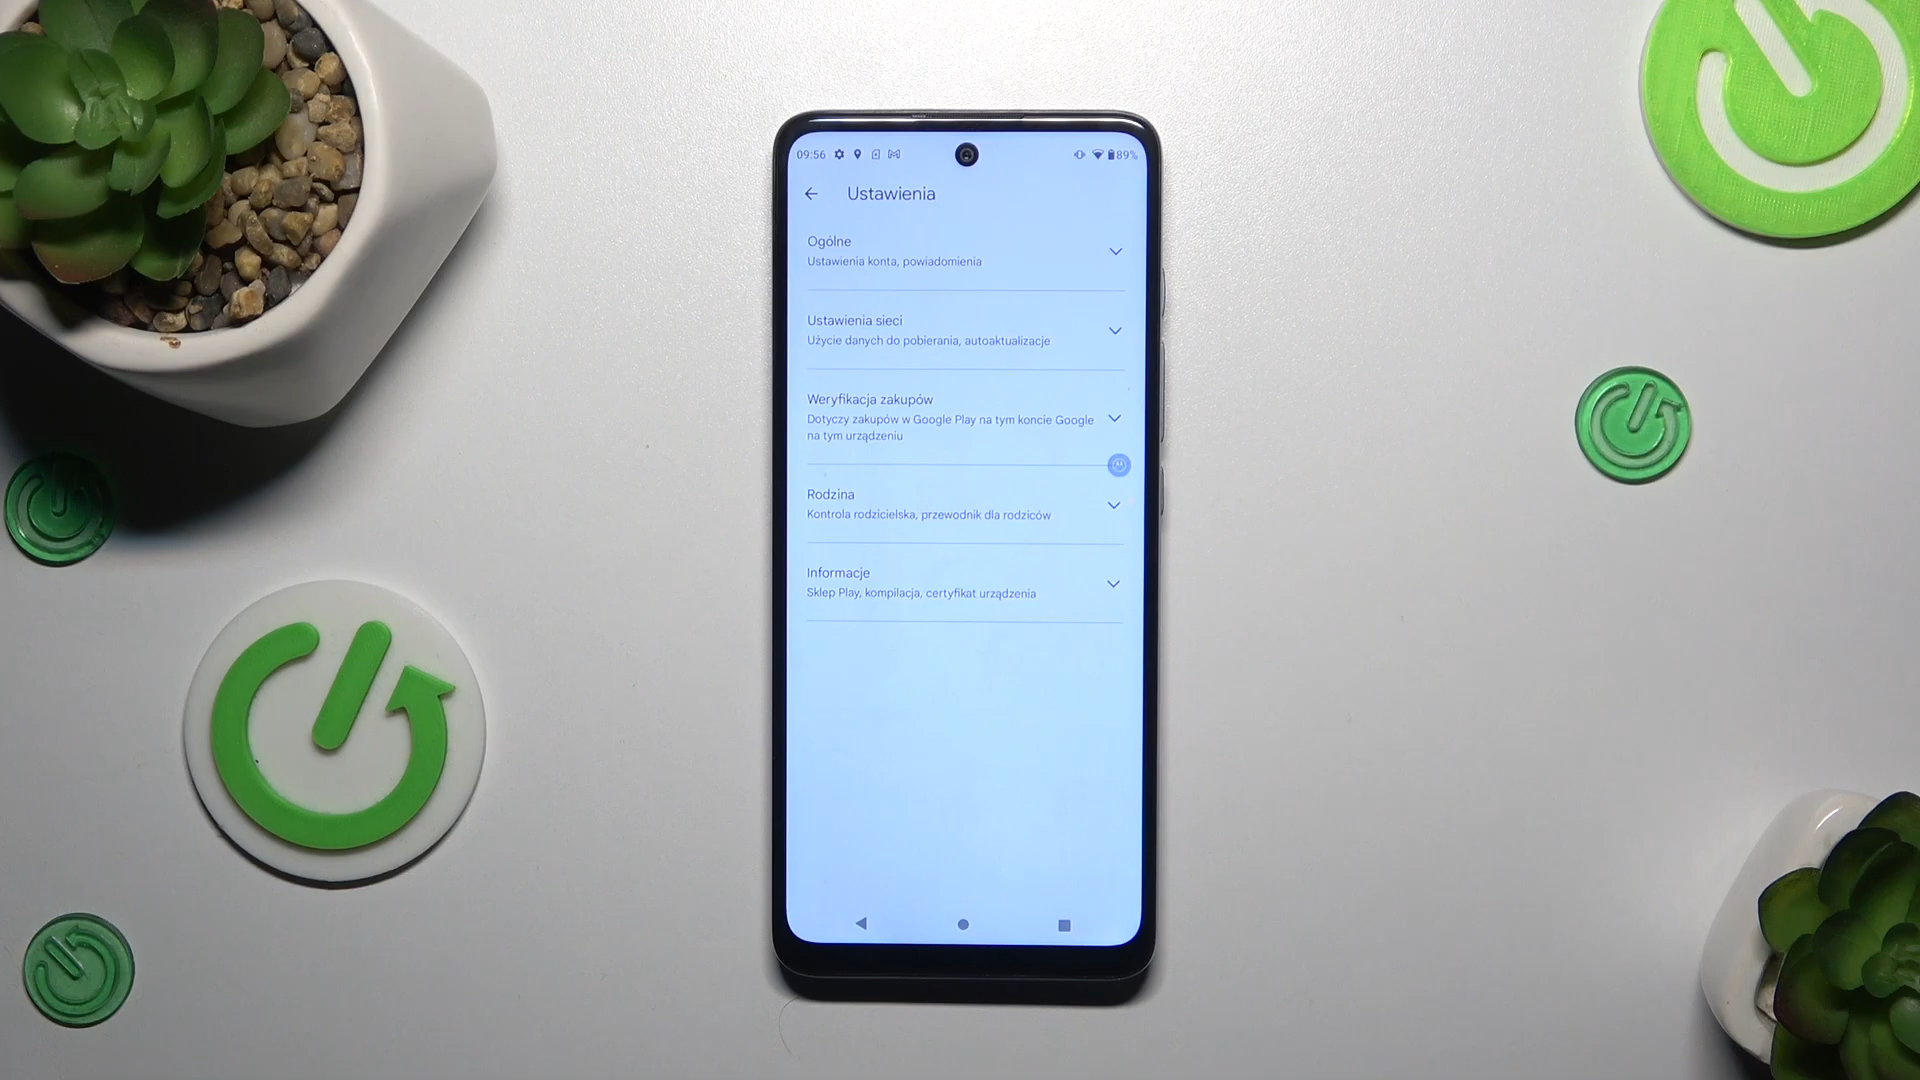 09:56
89%
Ustawienia
Ogólne
Ustawienia konta, powiadomienia
Ustawienia sieci
Użycie danych do pobierania, autoaktualizacje
Weryfikacja zakupów
Dotyczy zakupów w Google Play na tym koncie Google
na tym urządzeniu
Rodzina
Kontrola rodzicielska, przewodnik dla rodziców
Informacje
Sklep Play, kompilacja, certyfikat urządzenia